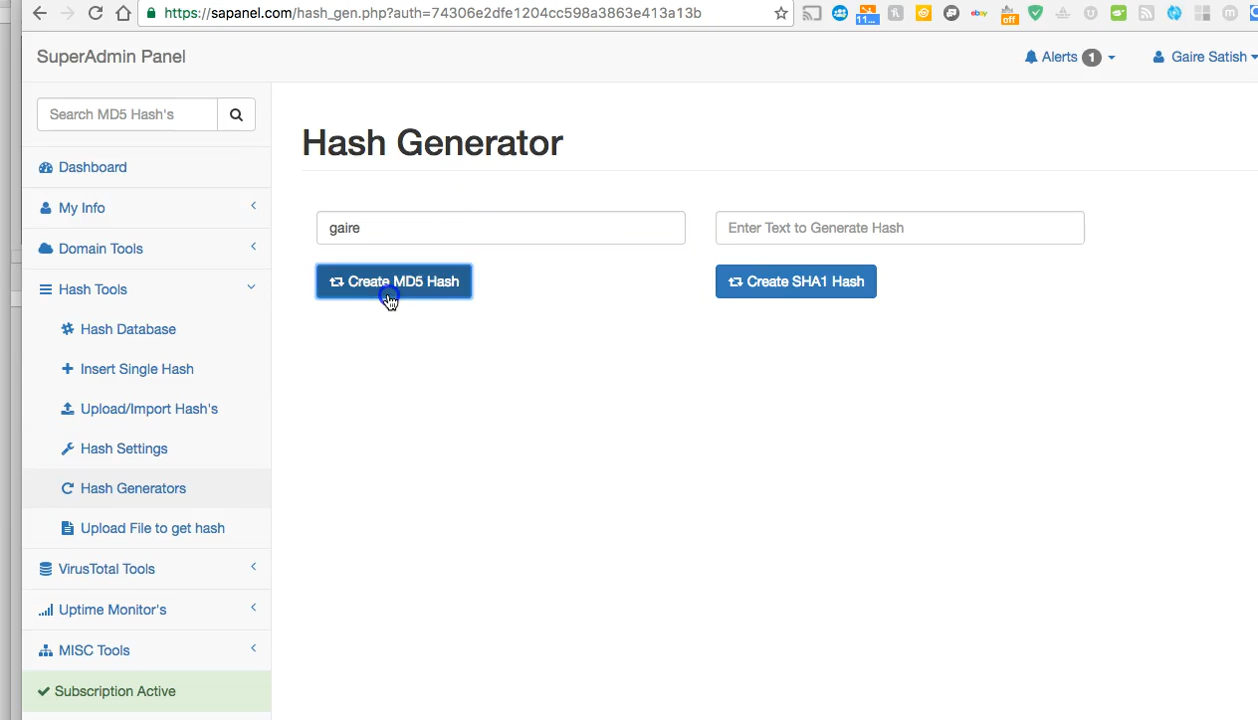 https://sapanel.com/hash_gen.php?auth=74306e2dfe1204cc598a3863e413a13b
11...
ebay
off
SuperAdmin Panel
Alerts 1
Gaire Satish
Search MD5 Hash's
Dashboard
My Info
Domain Tools
Hash Tools
Hash Database
Insert Single Hash
Upload/Import Hash's
Hash Settings
Hash Generators
Upload File to get hash
VirusTotal Tools
Uptime Monitor's
MISC Tools
Subscription Active
Hash Generator
gaire
Enter Text to Generate Hash
Create MD5 Hash
Create SHA1 Hash